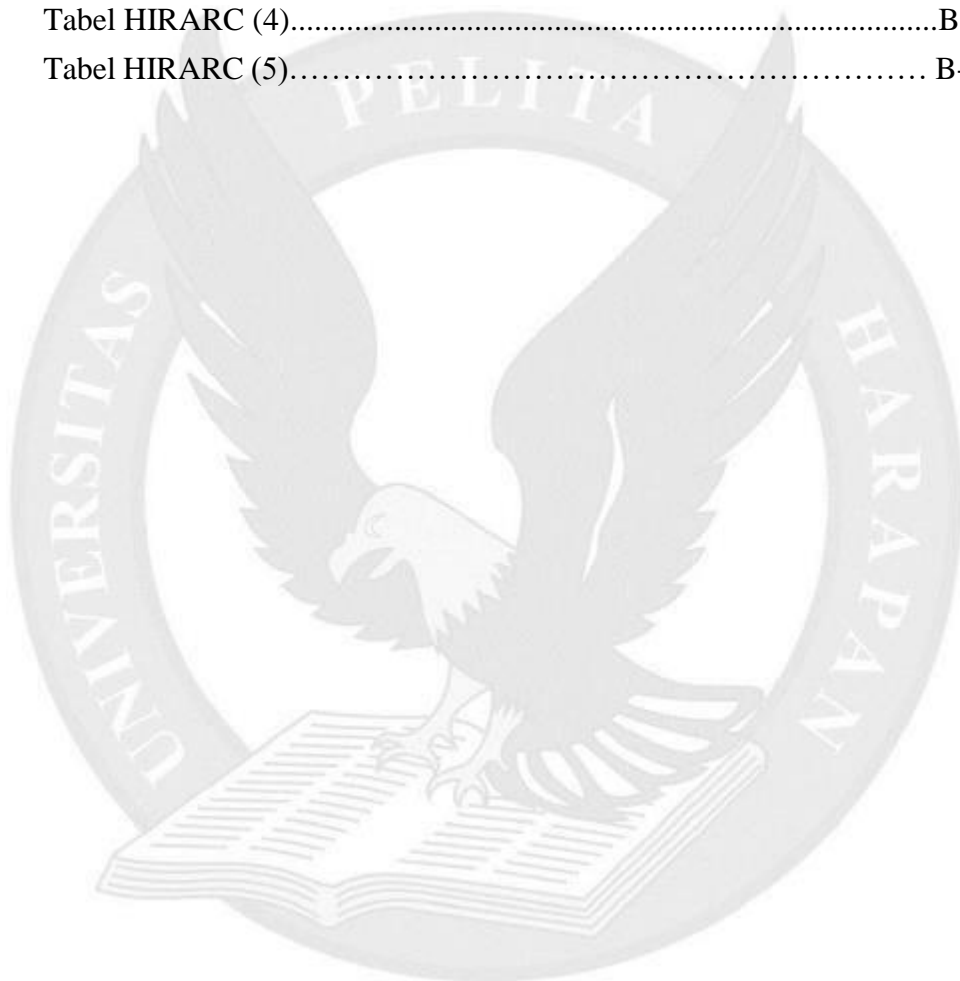 Tabel HIRARC (4)...............................................................................B
Tabel HIRARC (5)………………………………………………………… B-
PELITA
UNIVERSITAS
HARAPAN